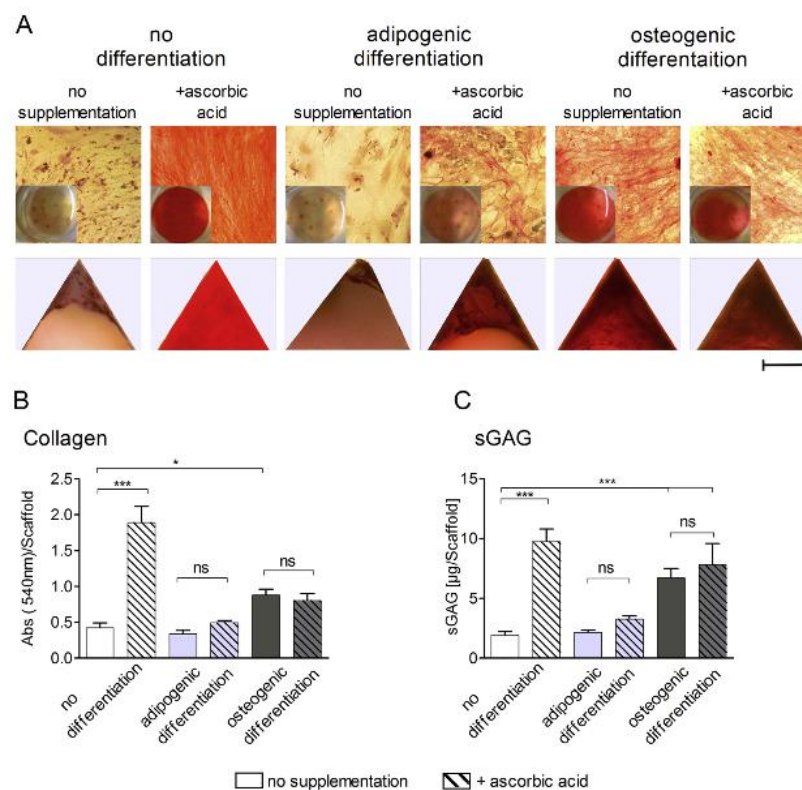 A
no
differentiation
adipogenic
differentiation
osteogenic
differentaition
no
supplementation
+ascorbic
acid
no
supplementation
+ascorbic
acid
no
supplementation
+ascorbic
acid
B
Collagen
Abs ( 540nm)/Scaffold
2.5
2.0
1.5
1.0
0.5
0.0
*
***
ns
ns
no
differentiation
adipogenic
differentiation
osteogenic
differentiation
C
sGAG
sGAG [µg/Scaffold]
15
10
5
0
***
***
ns
ns
no
differentiation
adipogenic
differentiation
osteogenic
differentiation
no supplementation
+ ascorbic acid